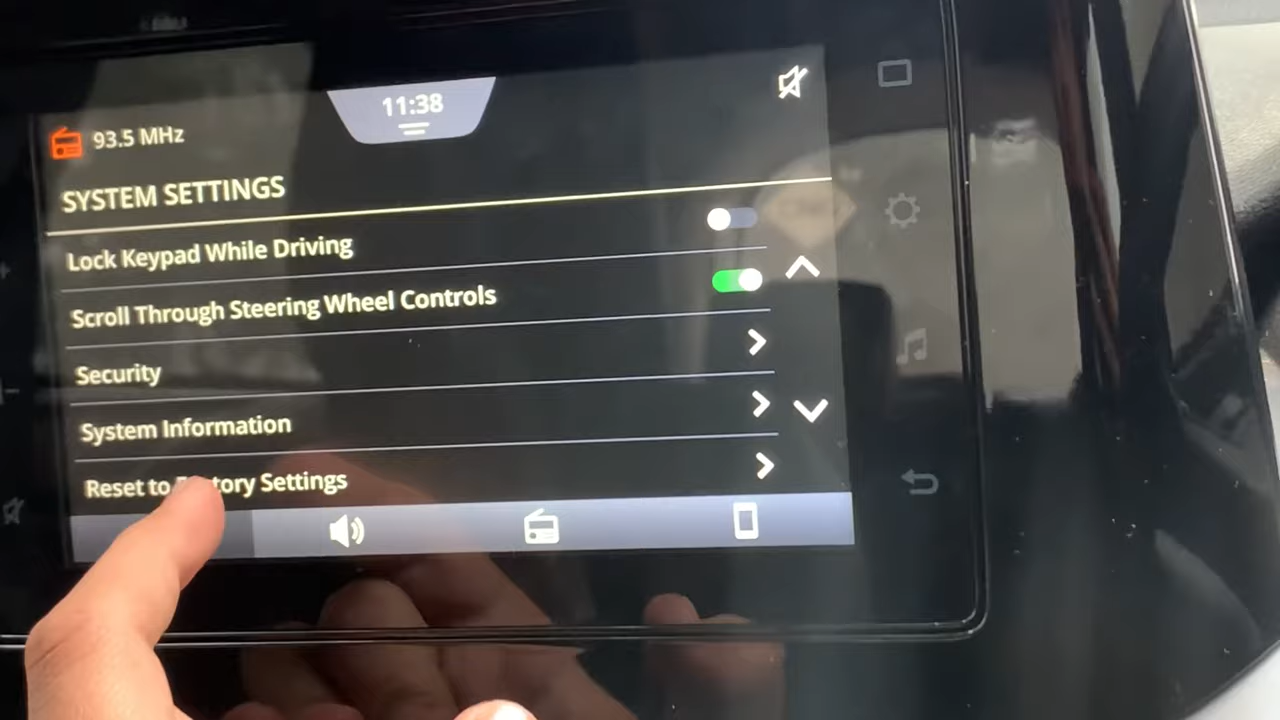 11:38
93.5 MHz
SYSTEM SETTINGS
Lock Keypad While Driving
Scroll Through Steering Wheel Controls
Security
System Information
Reset to Factory Settings